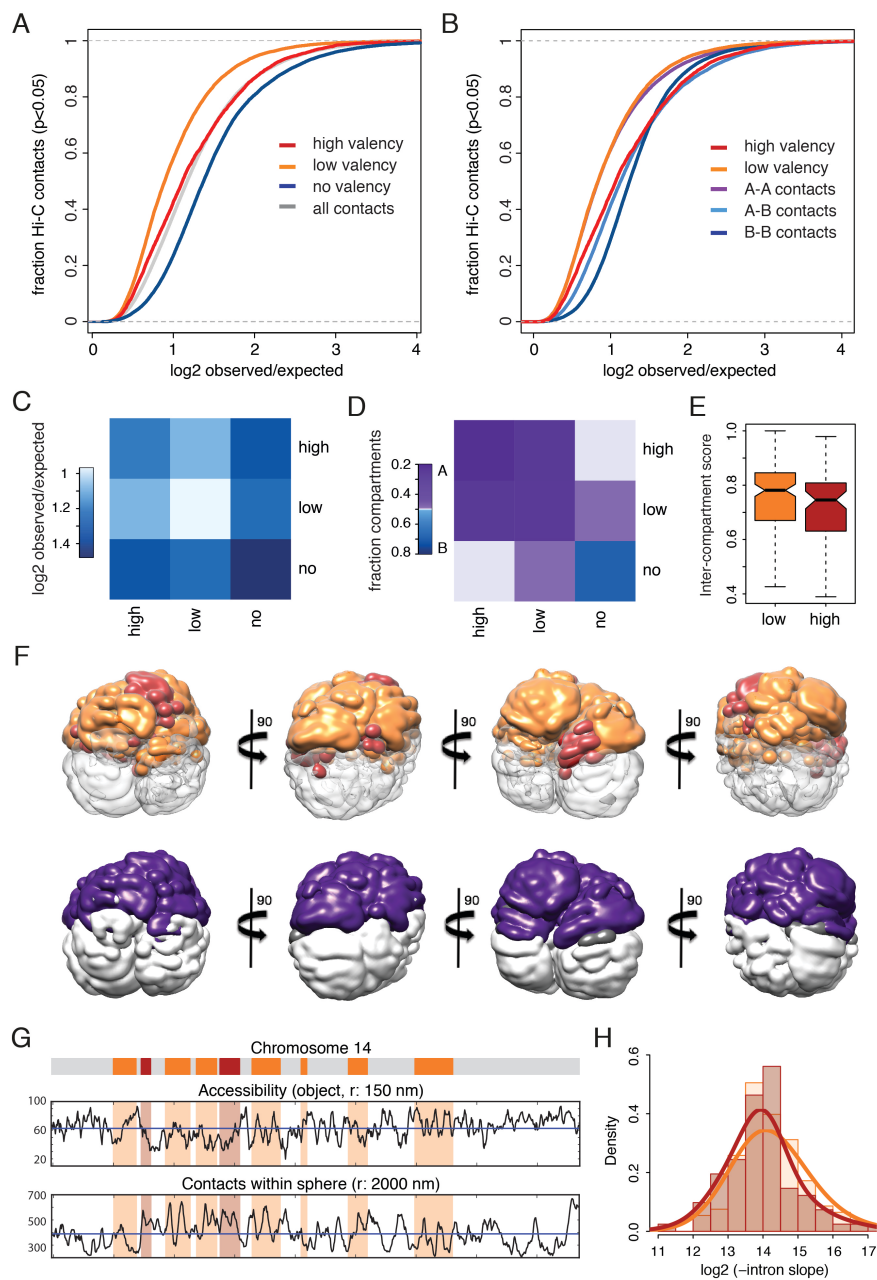 A
fraction Hi-C contacts (p<0.05)
1
0.8
0.6
0.4
0.2
0
high valency
low valency
no valency
all contacts
0 1 2 3 4
log2 observed/expected
B
fraction Hi-C contacts (p<0.05)
1
0.8
0.6
0.4
0.2
0
high valency
low valency
A-A contacts
A-B contacts
B-B contacts
0 1 2 3 4
log2 observed/expected
C
log2 observed/expected
1
1.2
1.4
high
low
no
high low no
D
fraction compartments
0.2 A
0.4
0.6
0.8 B
high
low
no
high low no
E
Inter-compartment score
1.0
0.8
0.6
0.4
low high
F
90 90 90
90 90 90
G
Chromosome 14
Accessibility (object, r: 150 nm)
100
60
20
Contacts within sphere (r: 2000 nm)
700
500
300
H
Density
0.6
0.4
0.2
0.0
11 12 13 14 15 16 17
log2 (−intron slope)